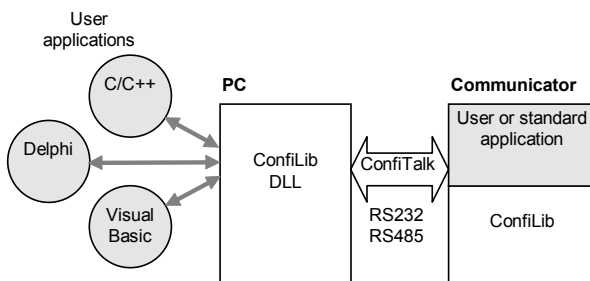 User
applications
C/C++
Delphi
Visual
Basic
PC
ConfiLib
DLL
ConfiTalk
RS232
RS485
Communicator
User or standard
application
ConfiLib